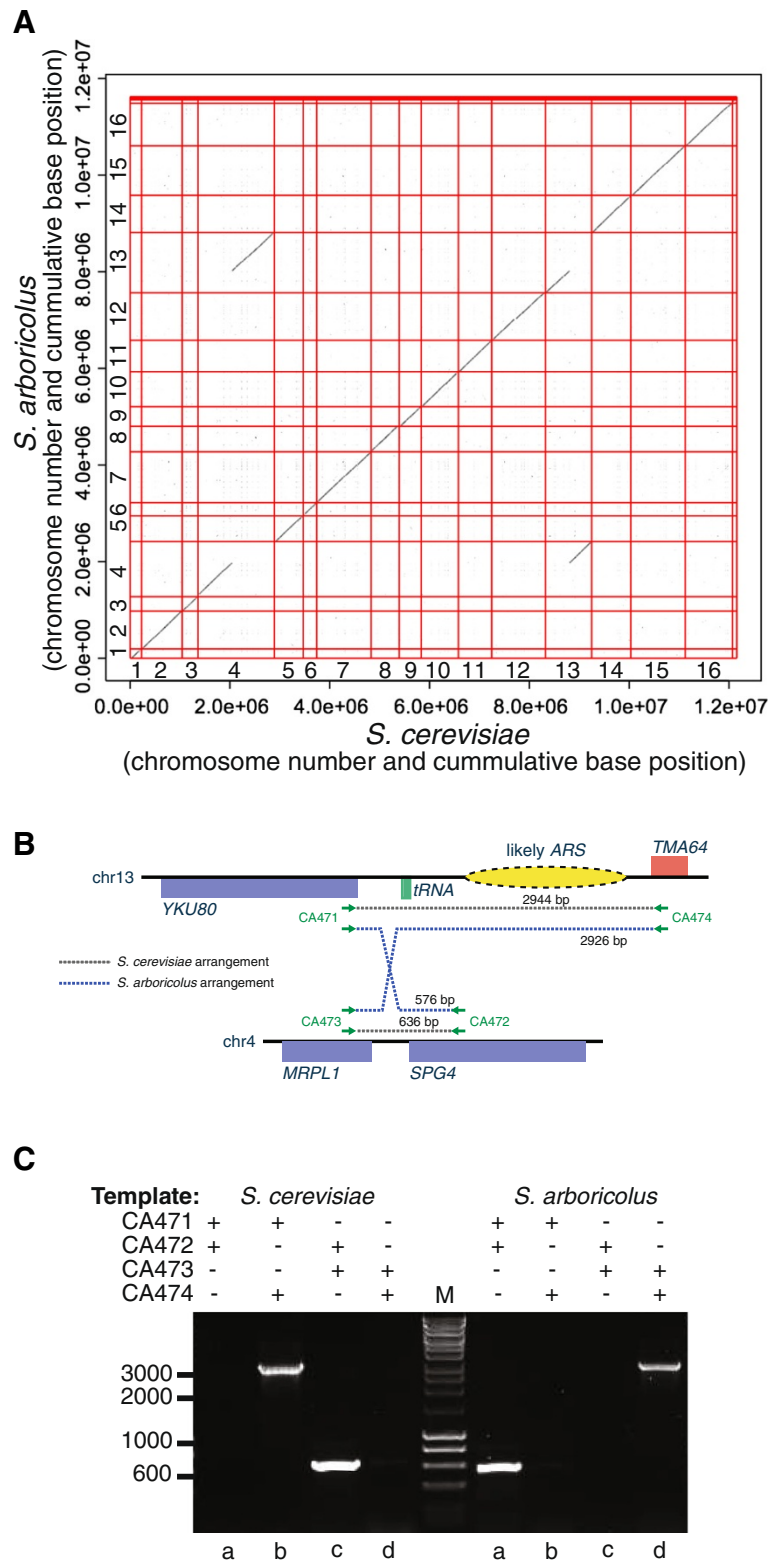 A
S. arboricolus
(chromosome number and cummulative base position)
0.0e+00 2.0e+06 4.0e+06 6.0e+06 8.0e+06 1.0e+07 1.2e+07
1 2 3 4 56 7 8 9 10 11 12 13 14 15 16
1 2 3 4 5 6 7 8 9 10 11 12 13 14 15 16
0.0e+00 2.0e+06 4.0e+06 6.0e+06 8.0e+06 1.0e+07 1.2e+07
S. cerevisiae
(chromosome number and cummulative base position)
B
likely ARS
TMA64
chr13
YKU80
tRNA
2944 bp
CA471
CA474
2926 bp
S. cerevisiae arrangement
S. arboricolus arrangement
576 bp
CA473
636 bp
CA472
chr4
MRPL1
SPG4
C
Template: S. cerevisiae S. arboricolus
CA471 + + - - + + - -
CA472 + - + - + - + -
CA473 - - + + - - + +
CA474 - + - + M - + - +
3000
2000
1000
600
a b c d a b c d